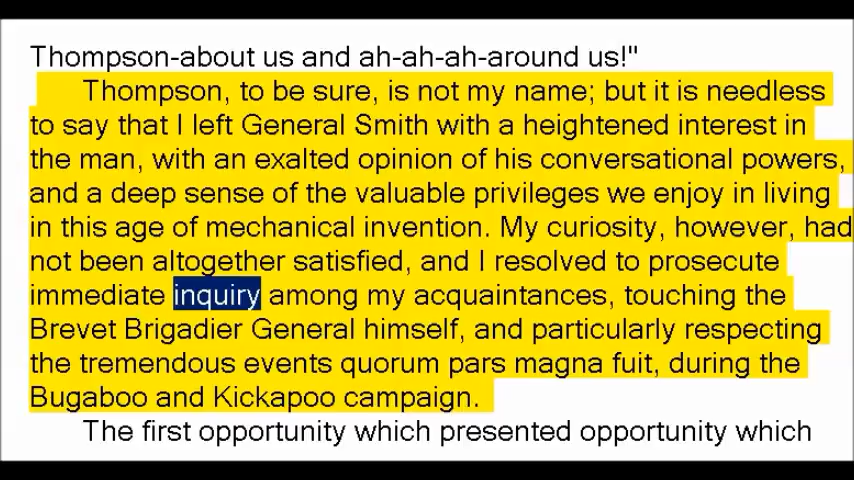 Thompson-about us and ah-ah-ah-around us!"
Thompson, to be sure, is not my name; but it is needless
to say that I left General Smith with a heightened interest in
the man, with an exalted opinion of his conversational powers,
and a deep sense of the valuable privileges we enjoy in living
in this age of mechanical invention. My curiosity, however, had
not been altogether satisfied, and I resolved to prosecute
immediate inquiry among my acquaintances, touching the
Brevet Brigadier General himself, and particularly respecting
the tremendous events quorum pars magna fuit, during the
Bugaboo and Kickapoo campaign.
The first opportunity which presented opportunity which